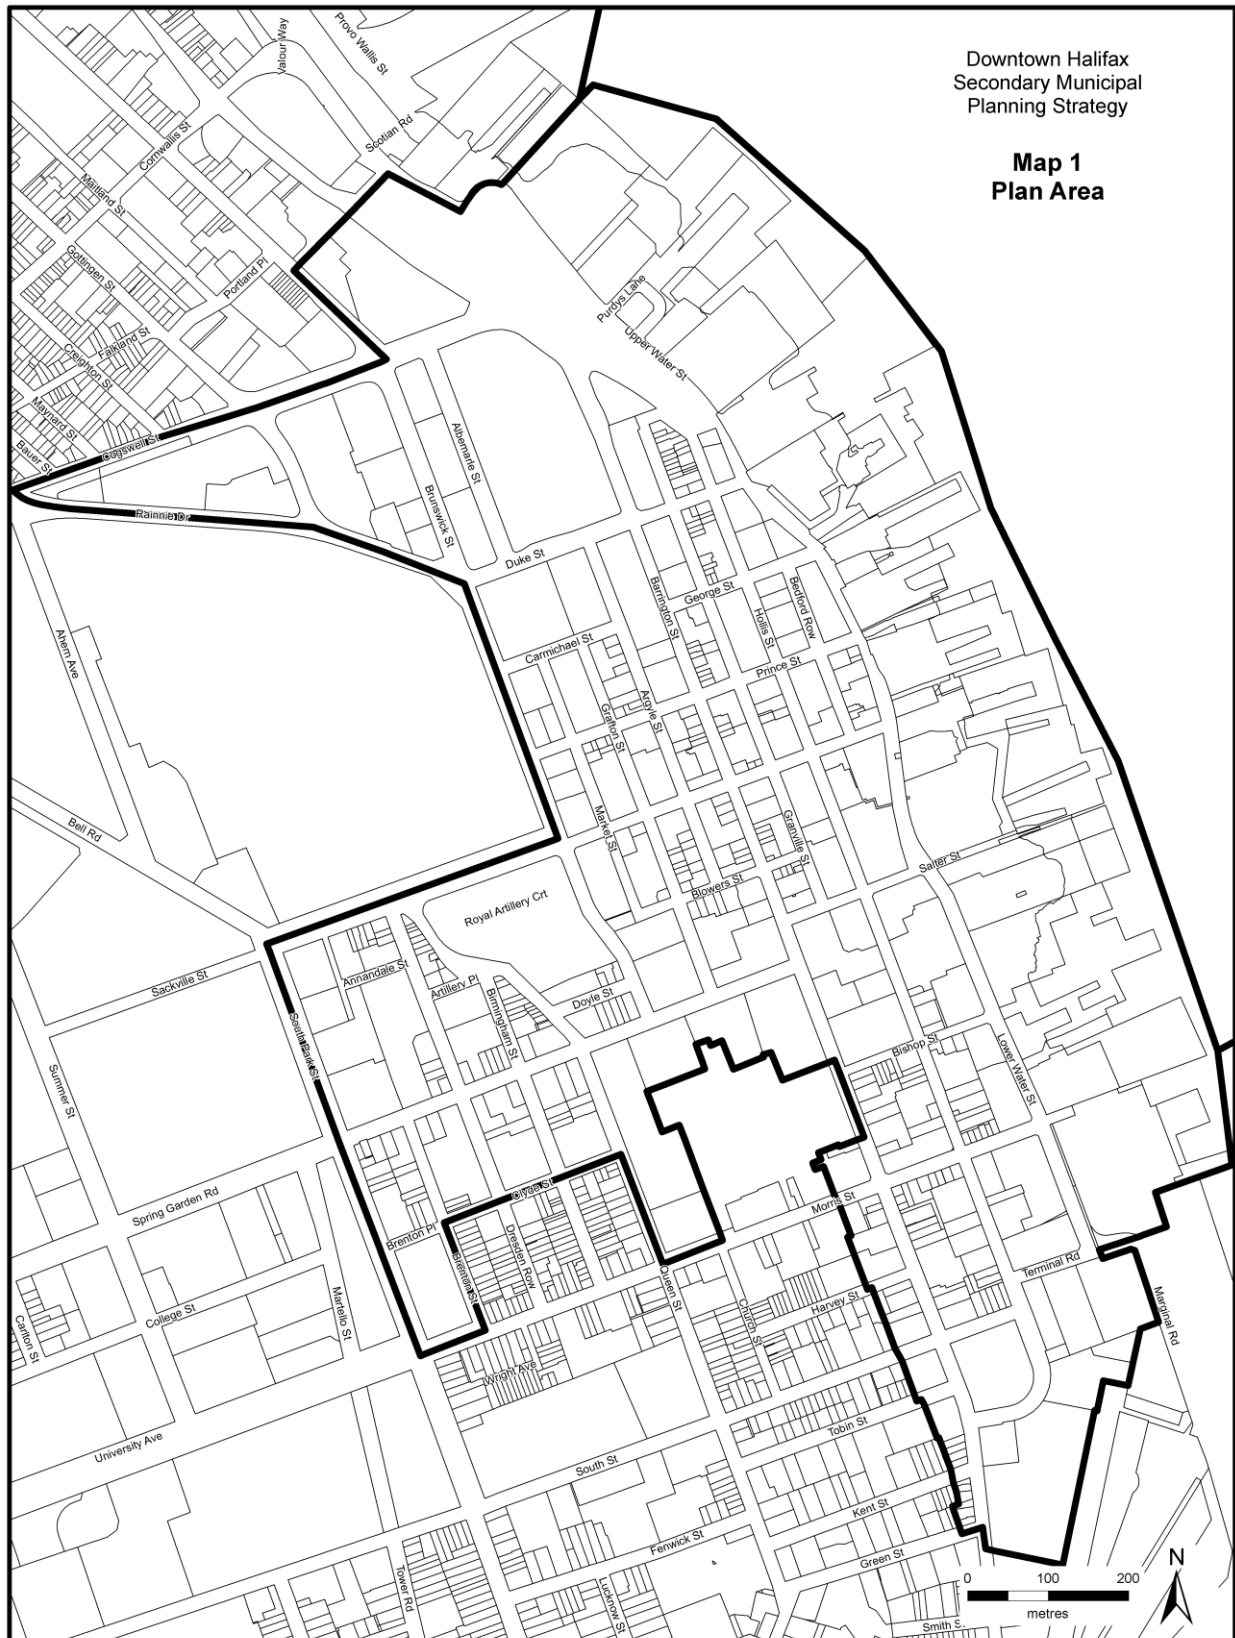 Downtown Halifax
Secondary Municipal
Planning Strategy
Map 1
Plan Area
Provo Wallis St
Valour Way
Scotian Rd
Cornwallis St
Maitland St
Gottingen St
Portland Pl
Falkland St
Creighton St
Maynard St
Bauer St
Cogswell St
Rainnie Dr
Purdys Lane
Upper Water St
Albemarle St
Brunswick St
Duke St
Barrington St
George St
Hollis St
Bedford Row
Carmichael St
Prince St
Argyle St
Grafton St
Ahern Ave
Bell Rd
Market St
Granville St
Salter St
Blowers St
Royal Artillery Crt
Annandale St
Artillery Pl
Birmingham St
Doyle St
Sackville St
South Park St
Summer St
Bishop St
Lower Water St
Spring Garden Rd
Clyde St
Morris St
Brenton Pl
Dresden Row
Brenton St
Queen St
Terminal Rd
Marginal Rd
Church St
Harvey St
College St
Martello St
Carlton St
Wright Ave
Tobin St
University Ave
South St
Kent St
Fenwick St
Green St
Tower Rd
Lucknow St
Smith S
N
0 100 200
metres